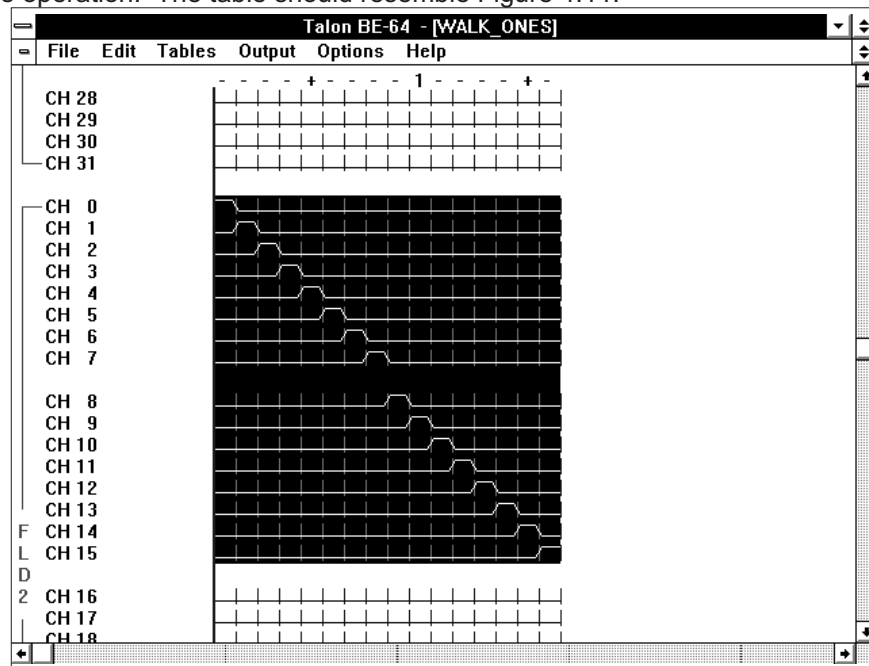 e operation. The table should resemble Figure
Talon BE-64 - [WALK_ONES]
File Edit Tables Output Options Help
- - - - + - - - - 1 - - - - + -
CH 28
CH 29
CH 30
CH 31
CH 0
CH 1
CH 2
CH 3
CH 4
CH 5
CH 6
CH 7
CH 8
CH 9
CH 10
CH 11
CH 12
CH 13
F CH 14
L CH 15
D
2 CH 16
CH 17
CH 18